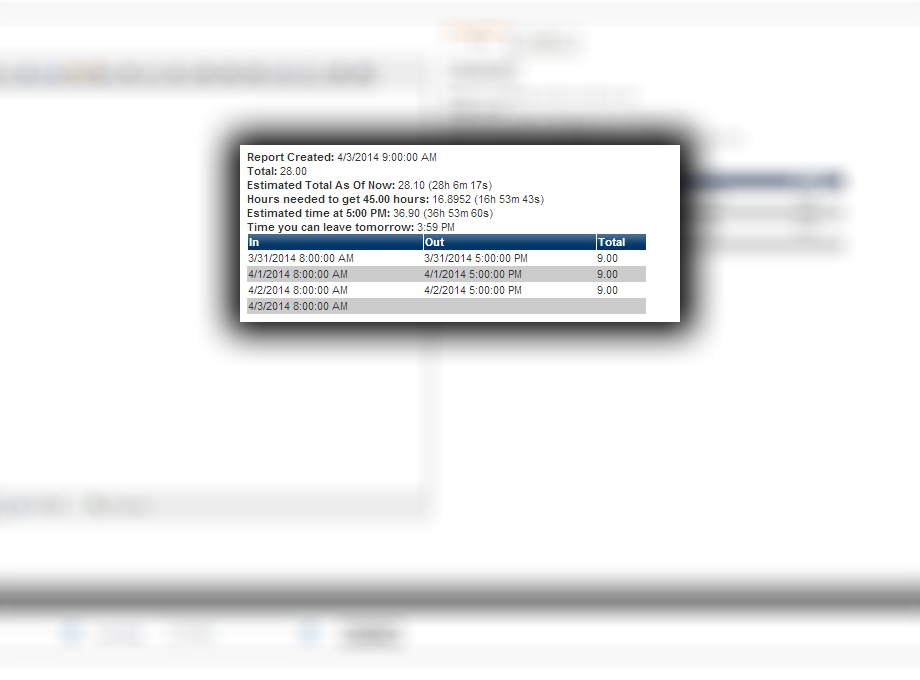 Report Created: 4/3/2014 9:00:00 AM
Total: 28.00
Estimated Total As Of Now: 28.10 (28h 6m 17s)
Hours needed to get 45.00 hours: 16.8952 (16h 53m 43s)
Estimated time at 5:00 PM: 36.90 (36h 53m 60s)
Time you can leave tomorrow: 3:59 PM
In Out Total
3/31/2014 8:00:00 AM 3/31/2014 5:00:00 PM 9.00
4/1/2014 8:00:00 AM 4/1/2014 5:00:00 PM 9.00
4/2/2014 8:00:00 AM 4/2/2014 5:00:00 PM 9.00
4/3/2014 8:00:00 AM